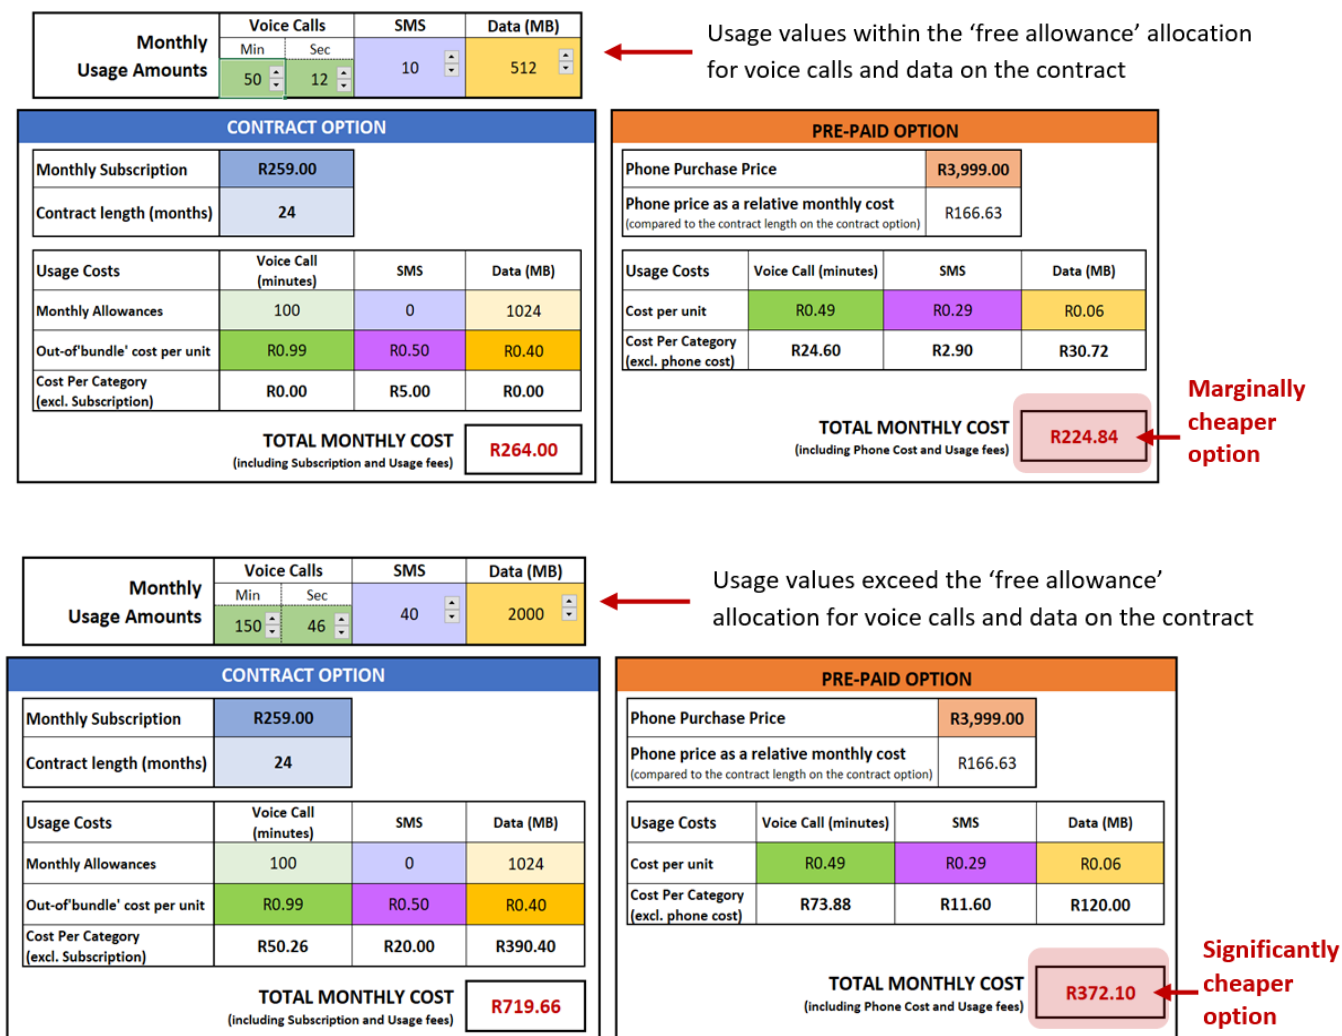 Voice Calls SMS Data (MB)
Monthly Usage Amounts
Min Sec
50 12 10 512
Usage values within the ‘free allowance’ allocation
for voice calls and data on the contract
CONTRACT OPTION
Monthly Subscription R259.00
Contract length (months) 24
Usage Costs Voice Call (minutes) SMS Data (MB)
Monthly Allowances 100 0 1024
Out-of'bundle' cost per unit R0.99 R0.50 R0.40
Cost Per Category
(excl. Subscription) R0.00 R5.00 R0.00
TOTAL MONTHLY COST R264.00
(including Subscription and Usage fees)
PRE-PAID OPTION
Phone Purchase Price R3,999.00
Phone price as a relative monthly cost R166.63
(compared to the contract length on the contract option)
Usage Costs Voice Call (minutes) SMS Data (MB)
Cost per unit R0.49 R0.29 R0.06
Cost Per Category
(excl. phone cost) R24.60 R2.90 R30.72
TOTAL MONTHLY COST R224.84
(including Phone Cost and Usage fees)
Marginally
cheaper
option
Voice Calls SMS Data (MB)
Monthly Usage Amounts
Min Sec
150 46 40 2000
Usage values exceed the ‘free allowance’
allocation for voice calls and data on the contract
CONTRACT OPTION
Monthly Subscription R259.00
Contract length (months) 24
Usage Costs Voice Call (minutes) SMS Data (MB)
Monthly Allowances 100 0 1024
Out-of'bundle' cost per unit R0.99 R0.50 R0.40
Cost Per Category
(excl. Subscription) R50.26 R20.00 R390.40
TOTAL MONTHLY COST R719.66
(including Subscription and Usage fees)
PRE-PAID OPTION
Phone Purchase Price R3,999.00
Phone price as a relative monthly cost R166.63
(compared to the contract length on the contract option)
Usage Costs Voice Call (minutes) SMS Data (MB)
Cost per unit R0.49 R0.29 R0.06
Cost Per Category
(excl. phone cost) R73.88 R11.60 R120.00
TOTAL MONTHLY COST R372.10
(including Phone Cost and Usage fees)
Significantly
cheaper
option